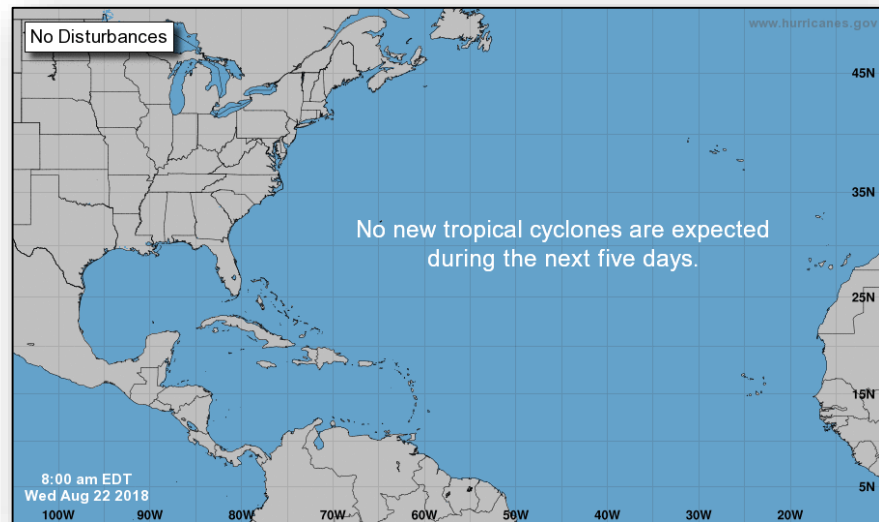 No Disturbances
www.hurricanes.gov
45N
35N
No new tropical cyclones are expected
during the next five days.
25N
15N
8:00 am EDT
Wed Aug 22 2018
5N
100W 90W 80W 70W 60W 50W 40W 30W 20W